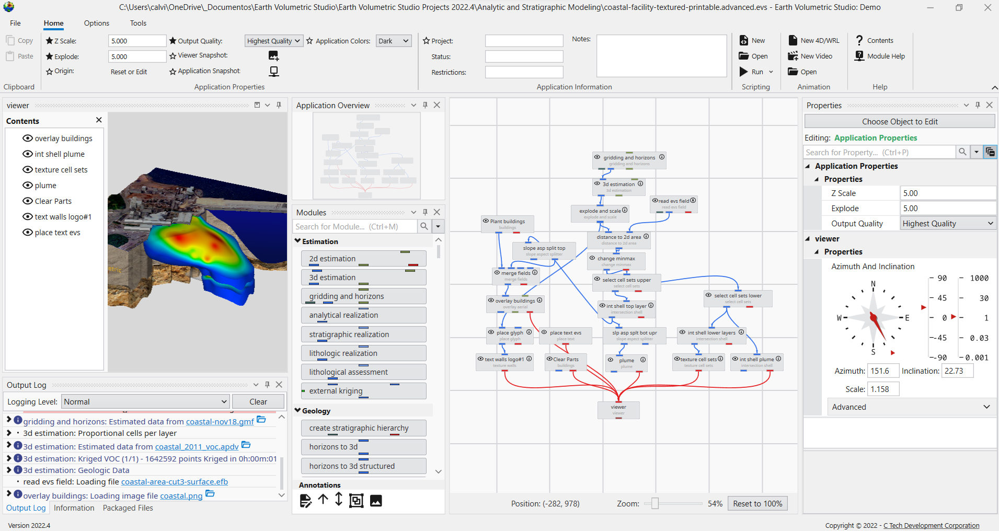 C:\Users\calvi\OneDrive\_Documentos\Earth Volumetric Studio\Earth Volumetric Studio Projects 2022.4\Analytic and Stratigraphic Modeling\coastal-facility-textured-printable.advanced.evs - Earth Volumetric Studio: Demo
File Home Options Tools
Copy
Paste
Clipboard
Z Scale: 5.000
Explode: 5.000
Origin: Reset or Edit
Output Quality: Highest Quality
Viewer Snapshot:
Application Snapshot
Application Colors: Dark
Application Properties
Project:
Status:
Restrictions:
Notes:
Application Information
New
Open
Run
Scripting
New 4D/WRL
New Video
Open
Animation
Contents
Module Help
Help
viewer
Contents
overlay buildings
int shell plume
texture cell sets
plume
Clear Parts
text walls logo#1
place text evs
Output Log
Logging Level: Normal Clear
gridding and horizons: Estimated data from coastal-nov18.gmf
3d estimation: Proportional cells per layer
3d estimation: Estimated data from coastal_2011_voc.apdv
3d estimation: Kriged VOC (1/1) - 1642592 points Kriged in 0h:00m:01
3d estimation: Geologic Data
read evs field: Loading file coastal-area-cut3-surface.efb
overlay buildings: Loading image file coastal.png
Output Log Information Packaged Files
Version 2022.4
Application Overview
Modules
Search for Module... (Ctrl+M)
Estimation
2d estimation
3d estimation
gridding and horizons
analytical realization
stratigraphic realization
lithologic realization
lithological assessment
external kriging
Geology
create stratigraphic hierarchy
horizons to 3d
horizons to 3d structured
Annotations
gridding and horizons
gridding and horizons
3d estimation
3d estimation
read evs field
read evs field
explode and scale
explode and scale
Plant buildings
buildings
distance to 2d area
distance to 2d area
slope asp split top
slope aspect splitter
change minmax
change minmax
merge fields
merge fields
select cell sets upper
select cell sets
select cell sets lower
select cell sets
overlay buildings
overlay aerial
int shell top layer
intersection shell
place glyph
place glyph
place text evs
place text
slp asp splt bot upr
slope aspect splitter
int shell lower layers
intersection shell
text walls logo#1
texture walls
Clear Parts
buildings
plume
plume
texture cell sets
texture cell sets
int shell plume
intersection shell
viewer
viewer
Position: (-282, 978) Zoom: 54% Reset to 100%
Properties
Choose Object to Edit
Editing: Application Properties
Search for Property... (Ctrl+P)
Application Properties
Properties
Z Scale 5.00
Explode 5.00
Output Quality Highest Quality
viewer
Properties
Azimuth And Inclination
N
W E
S
90 1000
45 30
0 1
-45 0.03
-90 0.001
Azimuth: 151.6 Inclination: 22.73
Scale: 1.158
Advanced
Copyright © 2022 - C Tech Development Corporation